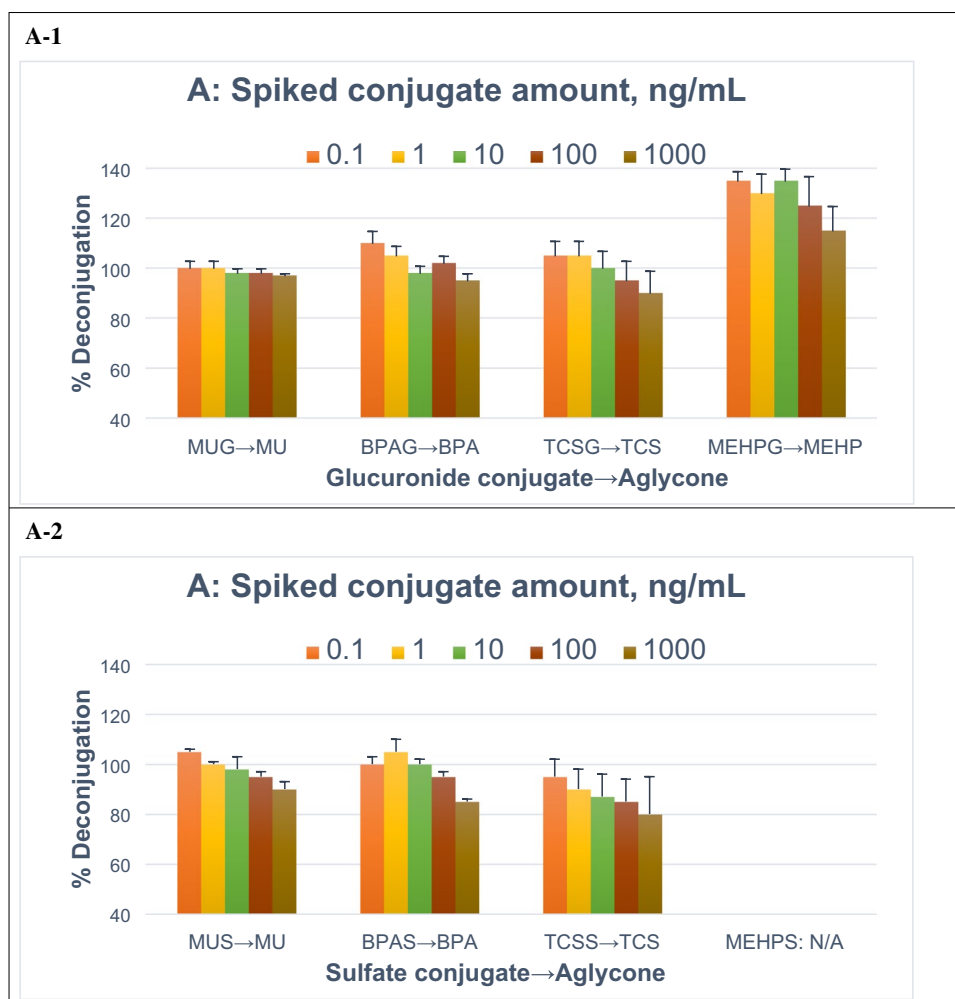 A-1
A: Spiked conjugate amount, ng/mL
0.1 1 10 100 1000
140
120
100
80
60
40
% Deconjugation
MUG→MU BPAG→BPA TCSG→TCS MEHPG→MEHP
Glucuronide conjugate→Aglycone
A-2
A: Spiked conjugate amount, ng/mL
0.1 1 10 100 1000
140
120
100
80
60
40
% Deconjugation
MUS→MU BPAS→BPA TCSS→TCS MEHPS: N/A
Sulfate conjugate→Aglycone